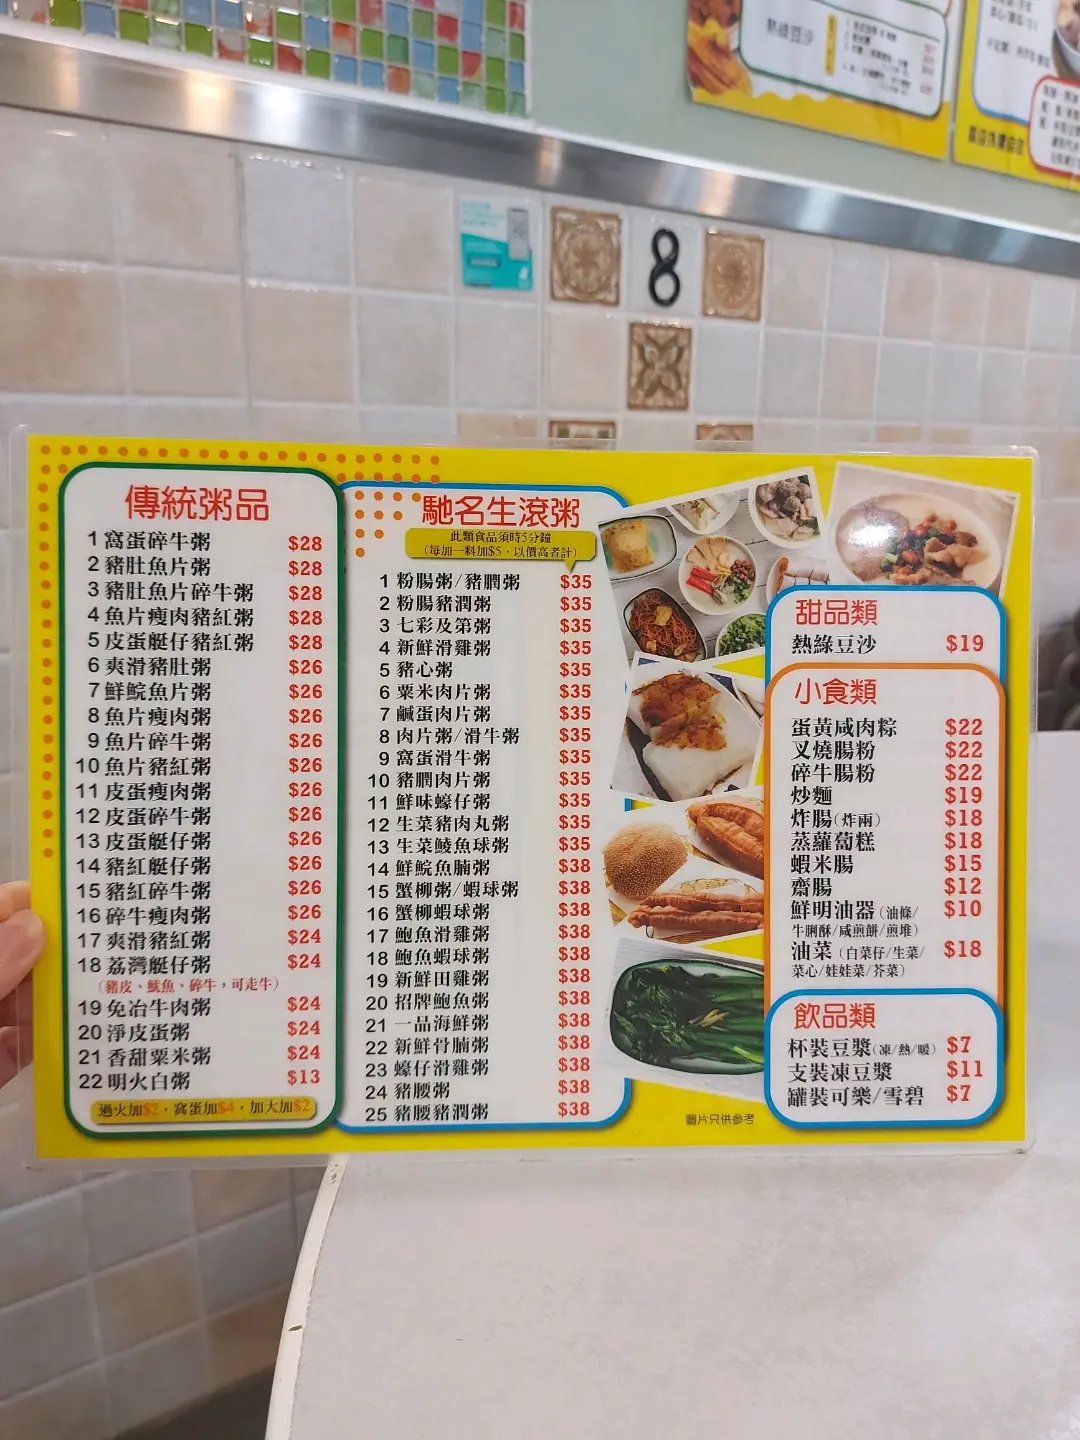 熱綠豆沙
8
傳統粥品
1 窩蛋碎牛粥 $28
2 豬肚魚片粥 $28
3 豬肚魚片碎牛粥 $28
4 魚片瘦肉豬紅粥 $28
5 皮蛋艇仔豬紅粥 $28
6 爽滑豬肚粥 $26
7 鮮鯇魚片粥 $26
8 魚片瘦肉粥 $26
9 魚片碎牛粥 $26
10 魚片豬紅粥 $26
11 皮蛋瘦肉粥 $26
12 皮蛋碎牛粥 $26
13 皮蛋艇仔粥 $26
14 豬紅艇仔粥 $26
15 豬紅碎牛粥 $26
16 碎牛瘦肉粥 $26
17 爽滑豬紅粥 $24
18 荔灣艇仔粥 $24
(豬皮、魷魚、碎牛，可走牛)
19 免治牛肉粥 $24
20 淨皮蛋粥 $24
21 香甜粟米粥 $24
22 明火白粥 $13
過火加$2，窩蛋加$4，加大加$2
馳名生滾粥
此類食品須時5分鐘
(每加一料加$5，以價高者計)
1 粉腸粥/豬膶粥 $35
2 粉腸豬潤粥 $35
3 七彩及第粥 $35
4 新鮮滑雞粥 $35
5 豬心粥 $35
6 粟米肉片粥 $35
7 鹹蛋肉片粥 $35
8 肉片粥/滑牛粥 $35
9 窩蛋滑牛粥 $35
10 豬膶肉片粥 $35
11 鮮味蠔仔粥 $35
12 生菜豬肉丸粥 $35
13 生菜鯪魚球粥 $35
14 鮮鯇魚腩粥 $38
15 蟹柳粥/蝦球粥 $38
16 蟹柳蝦球粥 $38
17 鮑魚滑雞粥 $38
18 鮑魚蝦球粥 $38
19 新鮮田雞粥 $38
20 招牌鮑魚粥 $38
21 一品海鮮粥 $38
22 新鮮骨腩粥 $38
23 蠔仔滑雞粥 $38
24 豬腰粥 $38
25 豬腰豬潤粥 $38
甜品類
熱綠豆沙 $19
小食類
蛋黃咸肉粽 $22
叉燒腸粉 $22
碎牛腸粉 $22
炒麵 $19
炸腸(炸兩) $18
蒸蘿蔔糕 $18
蝦米腸 $15
齋腸 $12
鮮明油器(油條/ $10
牛脷酥/咸煎餅/煎堆)
油菜(白菜仔/生菜/ $18
菜心/娃娃菜/芥菜)
飲品類
杯裝豆漿(凍/熱/暖) $7
支裝凍豆漿 $11
罐裝可樂/雪碧 $7
圖片只供參考